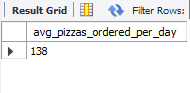 Result Grid Filter Rows:
avg_pizzas_ordered_per_day
138